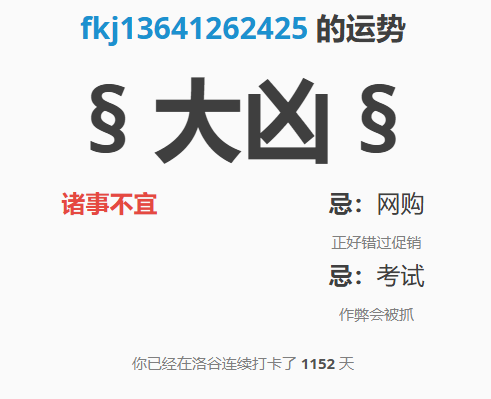 fkj13641262425 的运势
§ 大凶 §
诸事不宜
忌：网购
正好错过促销
忌：考试
作弊会被抓
你已经在洛谷连续打卡了 1152 天